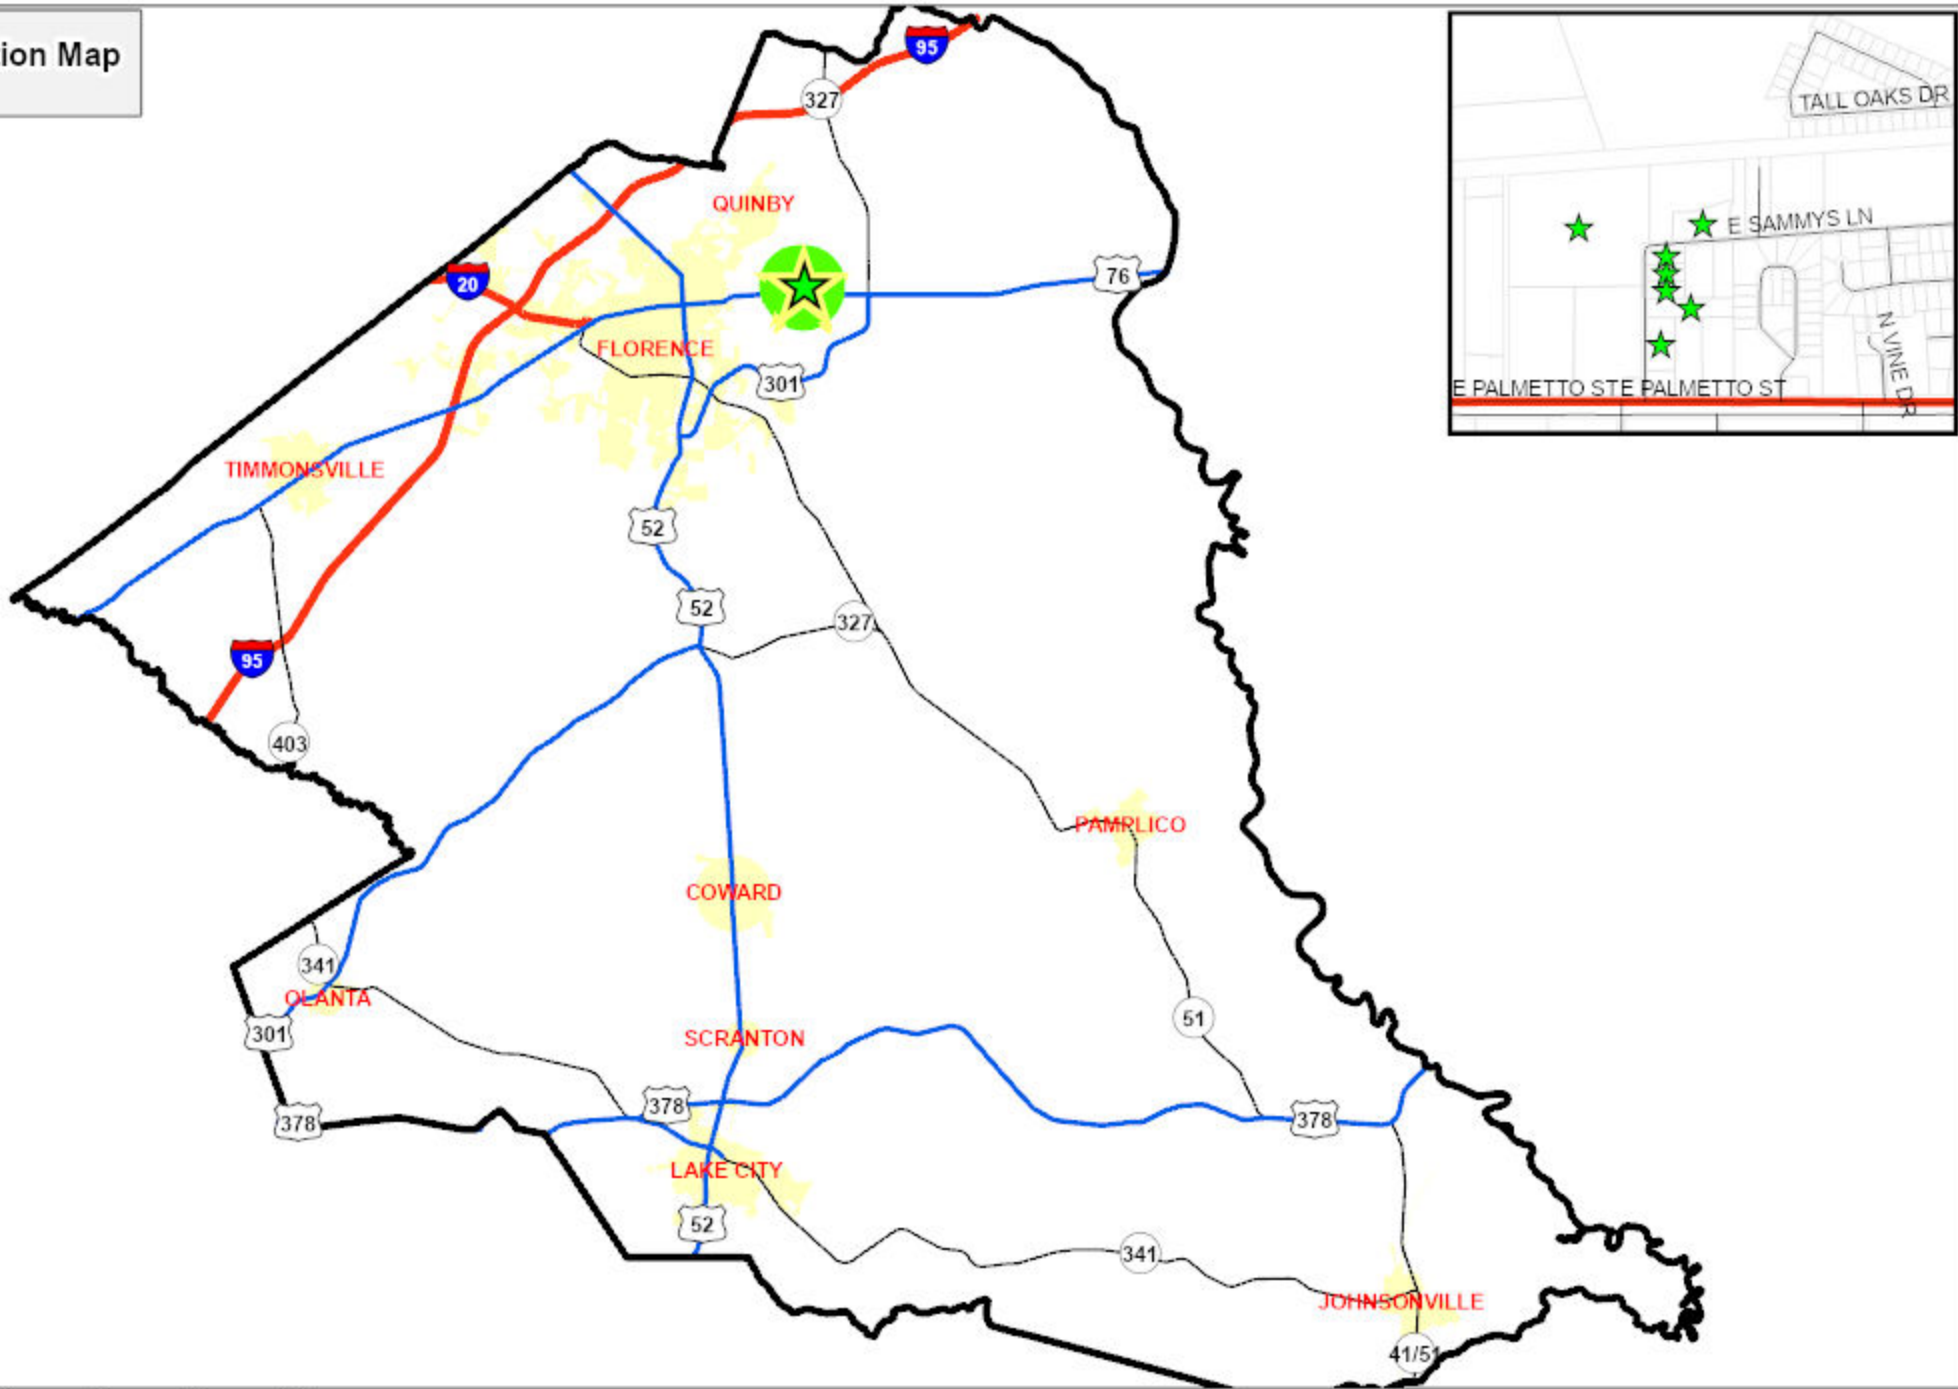 ion Map
95
327
TALL OAKS DR
QUINBY
E SAMMYS LN
20
76
N VINE DR
FLORENCE
301
E PALMETTO STE PALMETTO ST
TIMMONSVILLE
52
52
327
95
403
PAMPLICO
COWARD
341
OLANTA
51
301
SCRANTON
378
378
378
LAKE CITY
52
341
JOHNSONVILLE
41/51